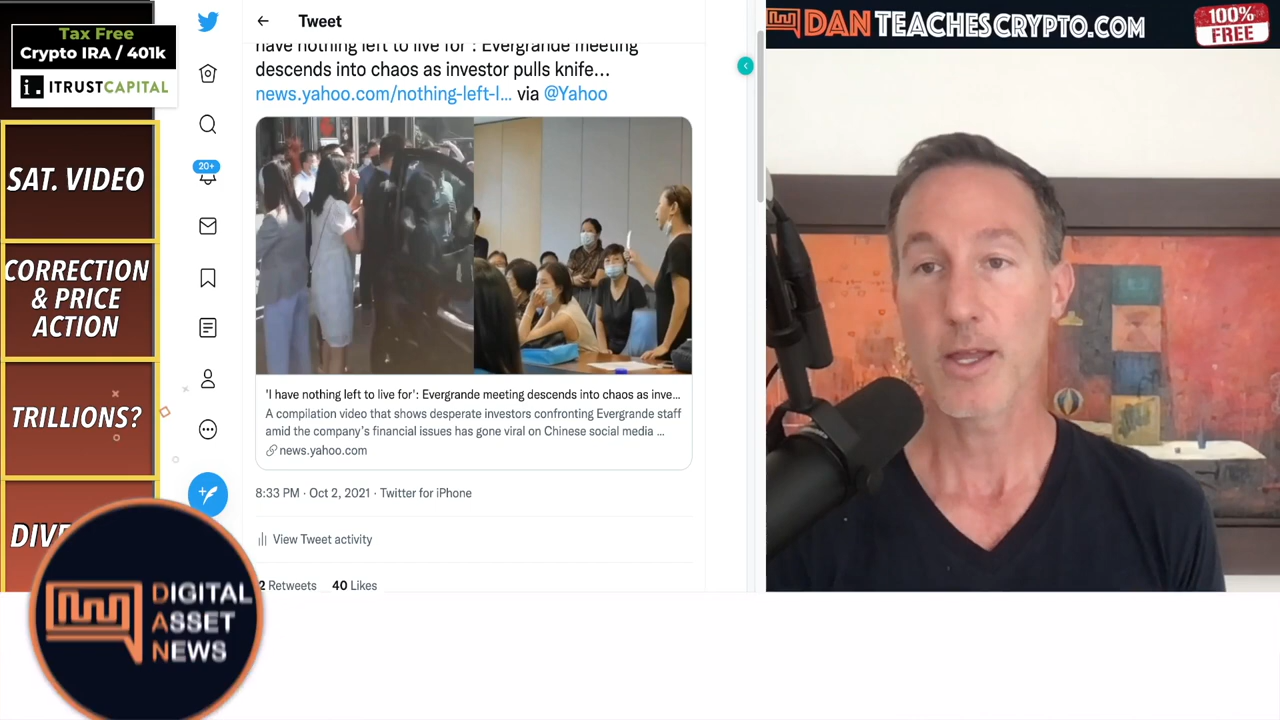 Tax Free
Crypto IRA / 401k
i.
ITRUSTCAPITAL
SAT. VIDEO
CORRECTION
& PRICE
ACTION
TRILLIONS?
DIVE
DIGITAL
ASSET
NEWS
20+
Tweet
have nothing left to live for': Evergrande meeting
descends into chaos as investor pulls knife…
news.yahoo.com/nothing-left-l… via @Yahoo
'I have nothing left to live for': Evergrande meeting descends into chaos as inve...
A compilation video that shows desperate investors confronting Evergrande staff
amid the company's financial issues has gone viral on Chinese social media ...
news.yahoo.com
8:33 PM · Oct 2, 2021 · Twitter for iPhone
View Tweet activity
2 Retweets 40 Likes
DANTEACHESCRYPTO.COM
100%
FREE